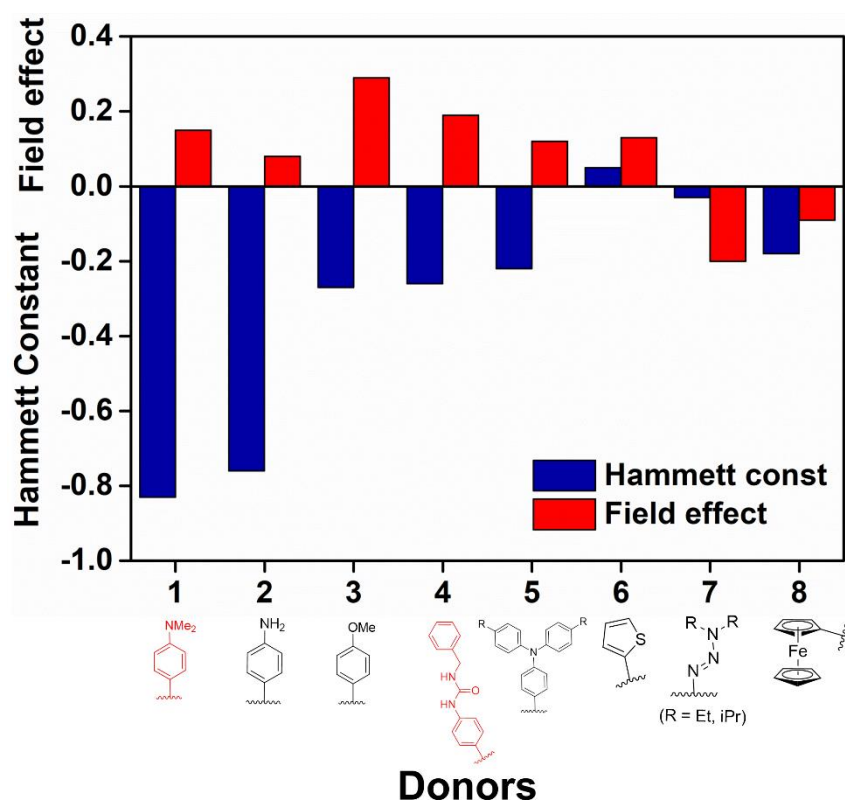 Field effect
Hammett Constant
0.4
0.2
0.0
-0.2
-0.4
-0.6
-0.8
-1.0
Hammett const
Field effect
1 2 3 4 5 6 7 8
NMe2
NH2
OMe
NH
O
NH
R
N
R
S
R R
N
N
N
(R = Et, iPr)
Fe
Donors